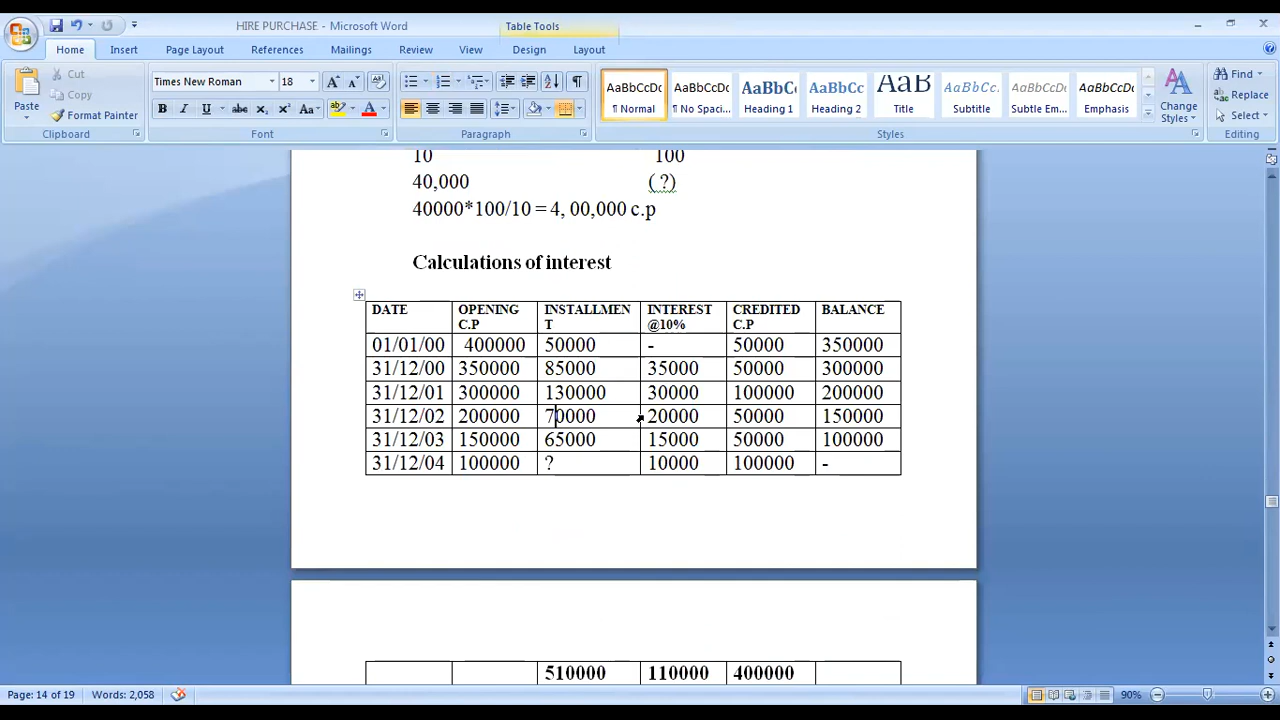 HIRE PURCHASE - Microsoft Word
Table Tools
Home Insert Page Layout References Mailings Review View Design Layout
Paste
Cut
Copy
Format Painter
Clipboard
Times New Roman 18
Font
Paragraph
AaBbCcDc AaBbCcDc AaBbC AaBbCc AaB AaBbCc. AaBbCcDc AaBbCcDc
¶ Normal ¶ No Spaci... Heading 1 Heading 2 Title Subtitle Subtle Em... Emphasis
Change Styles
Styles
Find
Replace
Select
Editing
10 100
40,000 ( ?)
40000*100/10 = 4, 00,000 c.p
Calculations of interest
DATE OPENING C.P INSTALLMENT INTEREST @10% CREDITED C.P BALANCE
01/01/00 400000 50000 - 50000 350000
31/12/00 350000 85000 35000 50000 300000
31/12/01 300000 130000 30000 100000 200000
31/12/02 200000 70000 20000 50000 150000
31/12/03 150000 65000 15000 50000 100000
31/12/04 100000 ? 10000 100000 -
510000 110000 400000
Page: 14 of 19 Words: 2,058 90%